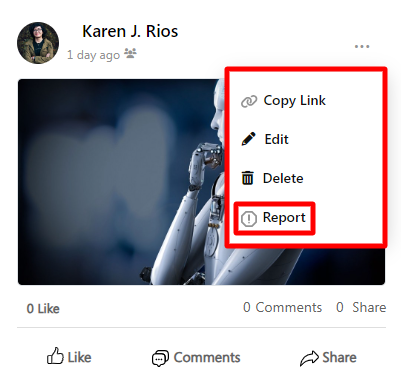 Karen J. Rios
1 day ago
Copy Link
Edit
Delete
Report
0 Like
0 Comments 0 Share
Like Comments Share